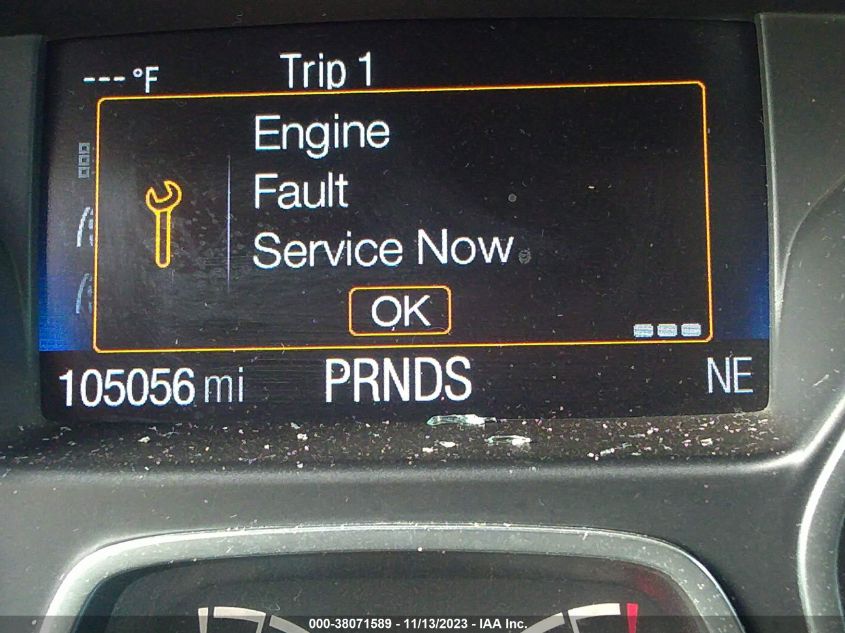 ---°F
Trip 1
Engine
Fault
Service Now
OK
105056 mi
PRNDS
NE
000-38071589 - 11/13/2023 - IAA Inc.